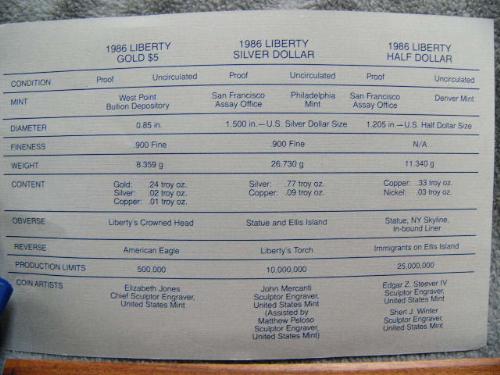 1986 LIBERTY GOLD $5 1986 LIBERTY SILVER DOLLAR 1986 LIBERTY HALF DOLLAR
CONDITION Proof Uncirculated Proof Uncirculated Proof Uncirculated
MINT West Point Bullion Depository San Francisco Assay Office Philadelphia Mint San Francisco Assay Office Denver Mint
DIAMETER 0.85 in. 1.500 in.—U.S. Silver Dollar Size 1.205 in.—U.S. Half Dollar Size
FINENESS .900 Fine .900 Fine N/A
WEIGHT 8.359 g 26.730 g 11.340 g
CONTENT Gold: .24 troy oz. Silver: .77 troy oz. Copper: .33 troy oz.
Silver: .02 troy oz. Copper: .09 troy oz. Nickel: .03 troy oz.
Copper: .01 troy oz.
OBVERSE Liberty's Crowned Head Statue and Ellis Island Statue, NY Skyline, In-bound Liner
REVERSE American Eagle Liberty's Torch Immigrants on Ellis Island
PRODUCTION LIMITS 500,000 10,000,000 25,000,000
COIN ARTISTS Elizabeth Jones John Mercanti Edgar Z. Steever IV
Chief Sculptor Engraver, Sculptor Engraver, Sculptor Engraver,
United States Mint United States Mint United States Mint
(Assisted by Sherl J. Winter
Matthew Peloso Sculptor Engraver,
Sculptor Engraver, United States Mint
United States Mint)